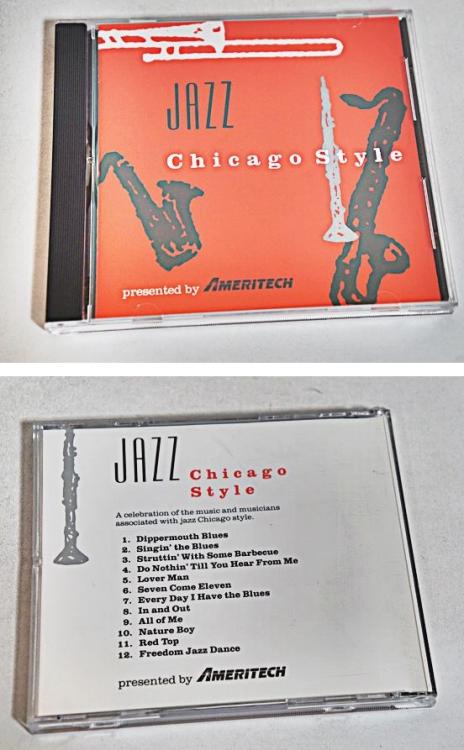 JAZZ
Chicago Style
presented by AMERITECH
JAZZ Chicago
Style
A celebration of the music and musicians
associated with jazz Chicago style.
1. Dippermouth Blues
2. Singin' the Blues
3. Struttin' With Some Barbecue
4. Do Nothin' Till You Hear From Me
5. Lover Man
6. Seven Come Eleven
7. Every Day I Have the Blues
8. In and Out
9. All of Me
10. Nature Boy
11. Red Top
12. Freedom Jazz Dance
presented by AMERITECH